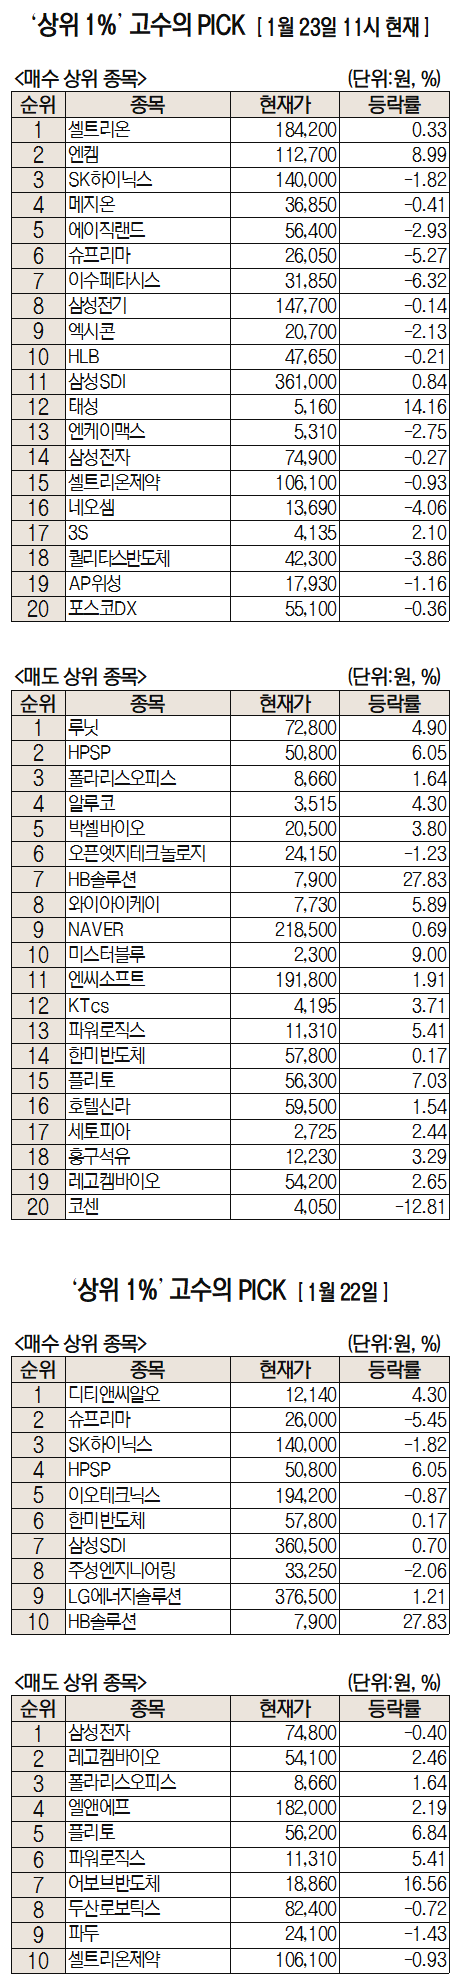 ‘상위 1%’ 고수의 PICK [ 1월 23일 11시 현재 ]
<매수 상위 종목> (단위:원, %)
순위 종목 현재가 등락률
1 셀트리온 184,200 0.33
2 엔켐 112,700 8.99
3 SK하이닉스 140,000 -1.82
4 메지온 36,850 -0.41
5 에이직랜드 56,400 -2.93
6 슈프리마 26,050 -5.27
7 이수페타시스 31,850 -6.32
8 삼성전기 147,700 -0.14
9 엑시콘 20,700 -2.13
10 HLB 47,650 -0.21
11 삼성SDI 361,000 0.84
12 태성 5,160 14.16
13 엔케이맥스 5,310 -2.75
14 삼성전자 74,900 -0.27
15 셀트리온제약 106,100 -0.93
16 네오셈 13,690 -4.06
17 3S 4,135 2.10
18 퀄리타스반도체 42,300 -3.86
19 AP위성 17,930 -1.16
20 포스코DX 55,100 -0.36
<매도 상위 종목> (단위:원, %)
순위 종목 현재가 등락률
1 루닛 72,800 4.90
2 HPSP 50,800 6.05
3 폴라리스오피스 8,660 1.64
4 알루코 3,515 4.30
5 박셀바이오 20,500 3.80
6 오픈엣지테크놀로지 24,150 -1.23
7 HB솔루션 7,900 27.83
8 와이아이케이 7,730 5.89
9 NAVER 218,500 0.69
10 미스터블루 2,300 9.00
11 엔씨소프트 191,800 1.91
12 KTcs 4,195 3.71
13 파워로직스 11,310 5.41
14 한미반도체 57,800 0.17
15 플리토 56,300 7.03
16 호텔신라 59,500 1.54
17 세토피아 2,725 2.44
18 흥구석유 12,230 3.29
19 레고켐바이오 54,200 2.65
20 코센 4,050 -12.81
‘상위 1%’ 고수의 PICK [ 1월 22일 ]
<매수 상위 종목> (단위:원, %)
순위 종목 현재가 등락률
1 디티앤씨알오 12,140 4.30
2 슈프리마 26,000 -5.45
3 SK하이닉스 140,000 -1.82
4 HPSP 50,800 6.05
5 이오테크닉스 194,200 -0.87
6 한미반도체 57,800 0.17
7 삼성SDI 360,500 0.70
8 주성엔지니어링 33,250 -2.06
9 LG에너지솔루션 376,500 1.21
10 HB솔루션 7,900 27.83
<매도 상위 종목> (단위:원, %)
순위 종목 현재가 등락률
1 삼성전자 74,800 -0.40
2 레고켐바이오 54,100 2.46
3 폴라리스오피스 8,660 1.64
4 엘앤에프 182,000 2.19
5 플리토 56,200 6.84
6 파워로직스 11,310 5.41
7 어보브반도체 18,860 16.56
8 두산로보틱스 82,400 -0.72
9 파두 24,100 -1.43
10 셀트리온제약 106,100 -0.93